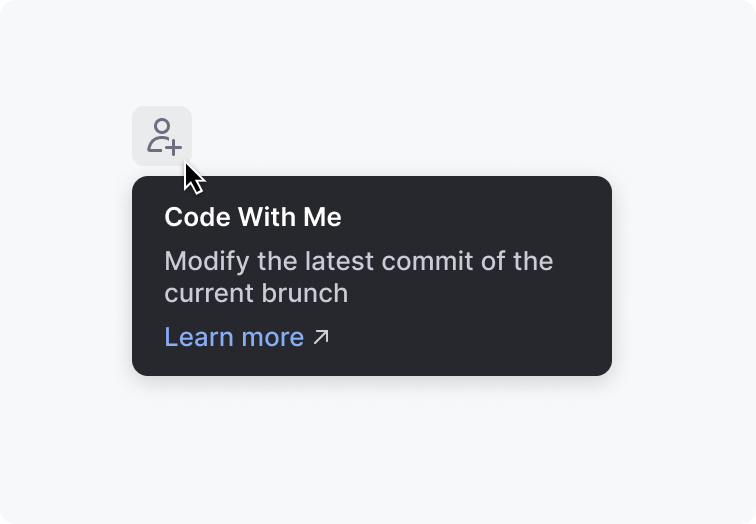 Code With Me
Modify the latest commit of the
current brunch
Learn more